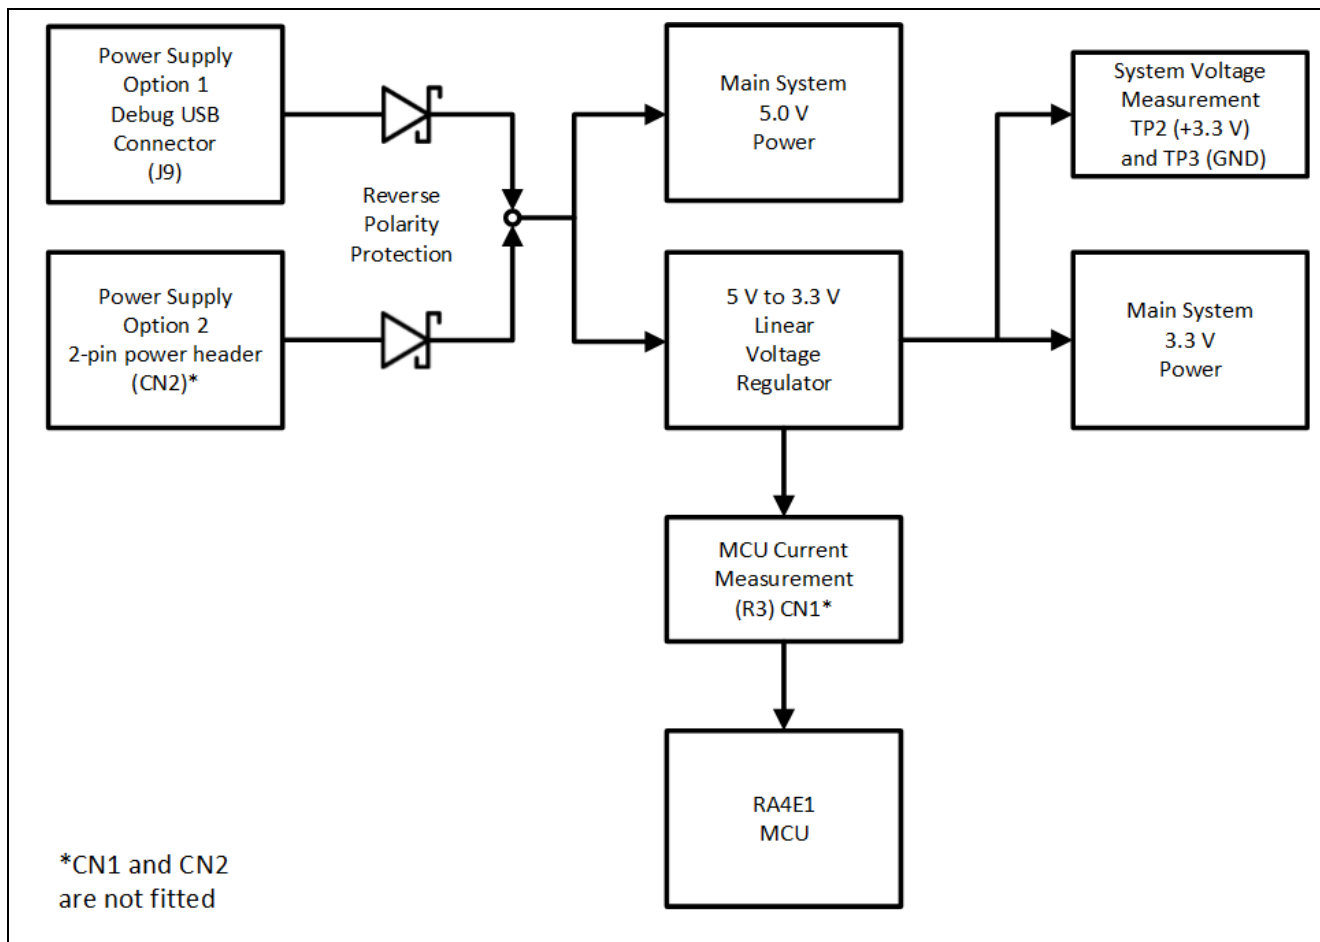 Power Supply
Option 1
Debug USB
Connector
(J9)
Reverse
Polarity
Protection
Power Supply
Option 2
2-pin power header
(CN2)*
Main System
5.0 V
Power
5 V to 3.3 V
Linear
Voltage
Regulator
System Voltage
Measurement
TP2 (+3.3 V)
and TP3 (GND)
Main System
3.3 V
Power
MCU Current
Measurement
(R3) CN1*
RA4E1
MCU
*CN1 and CN2
are not fitted